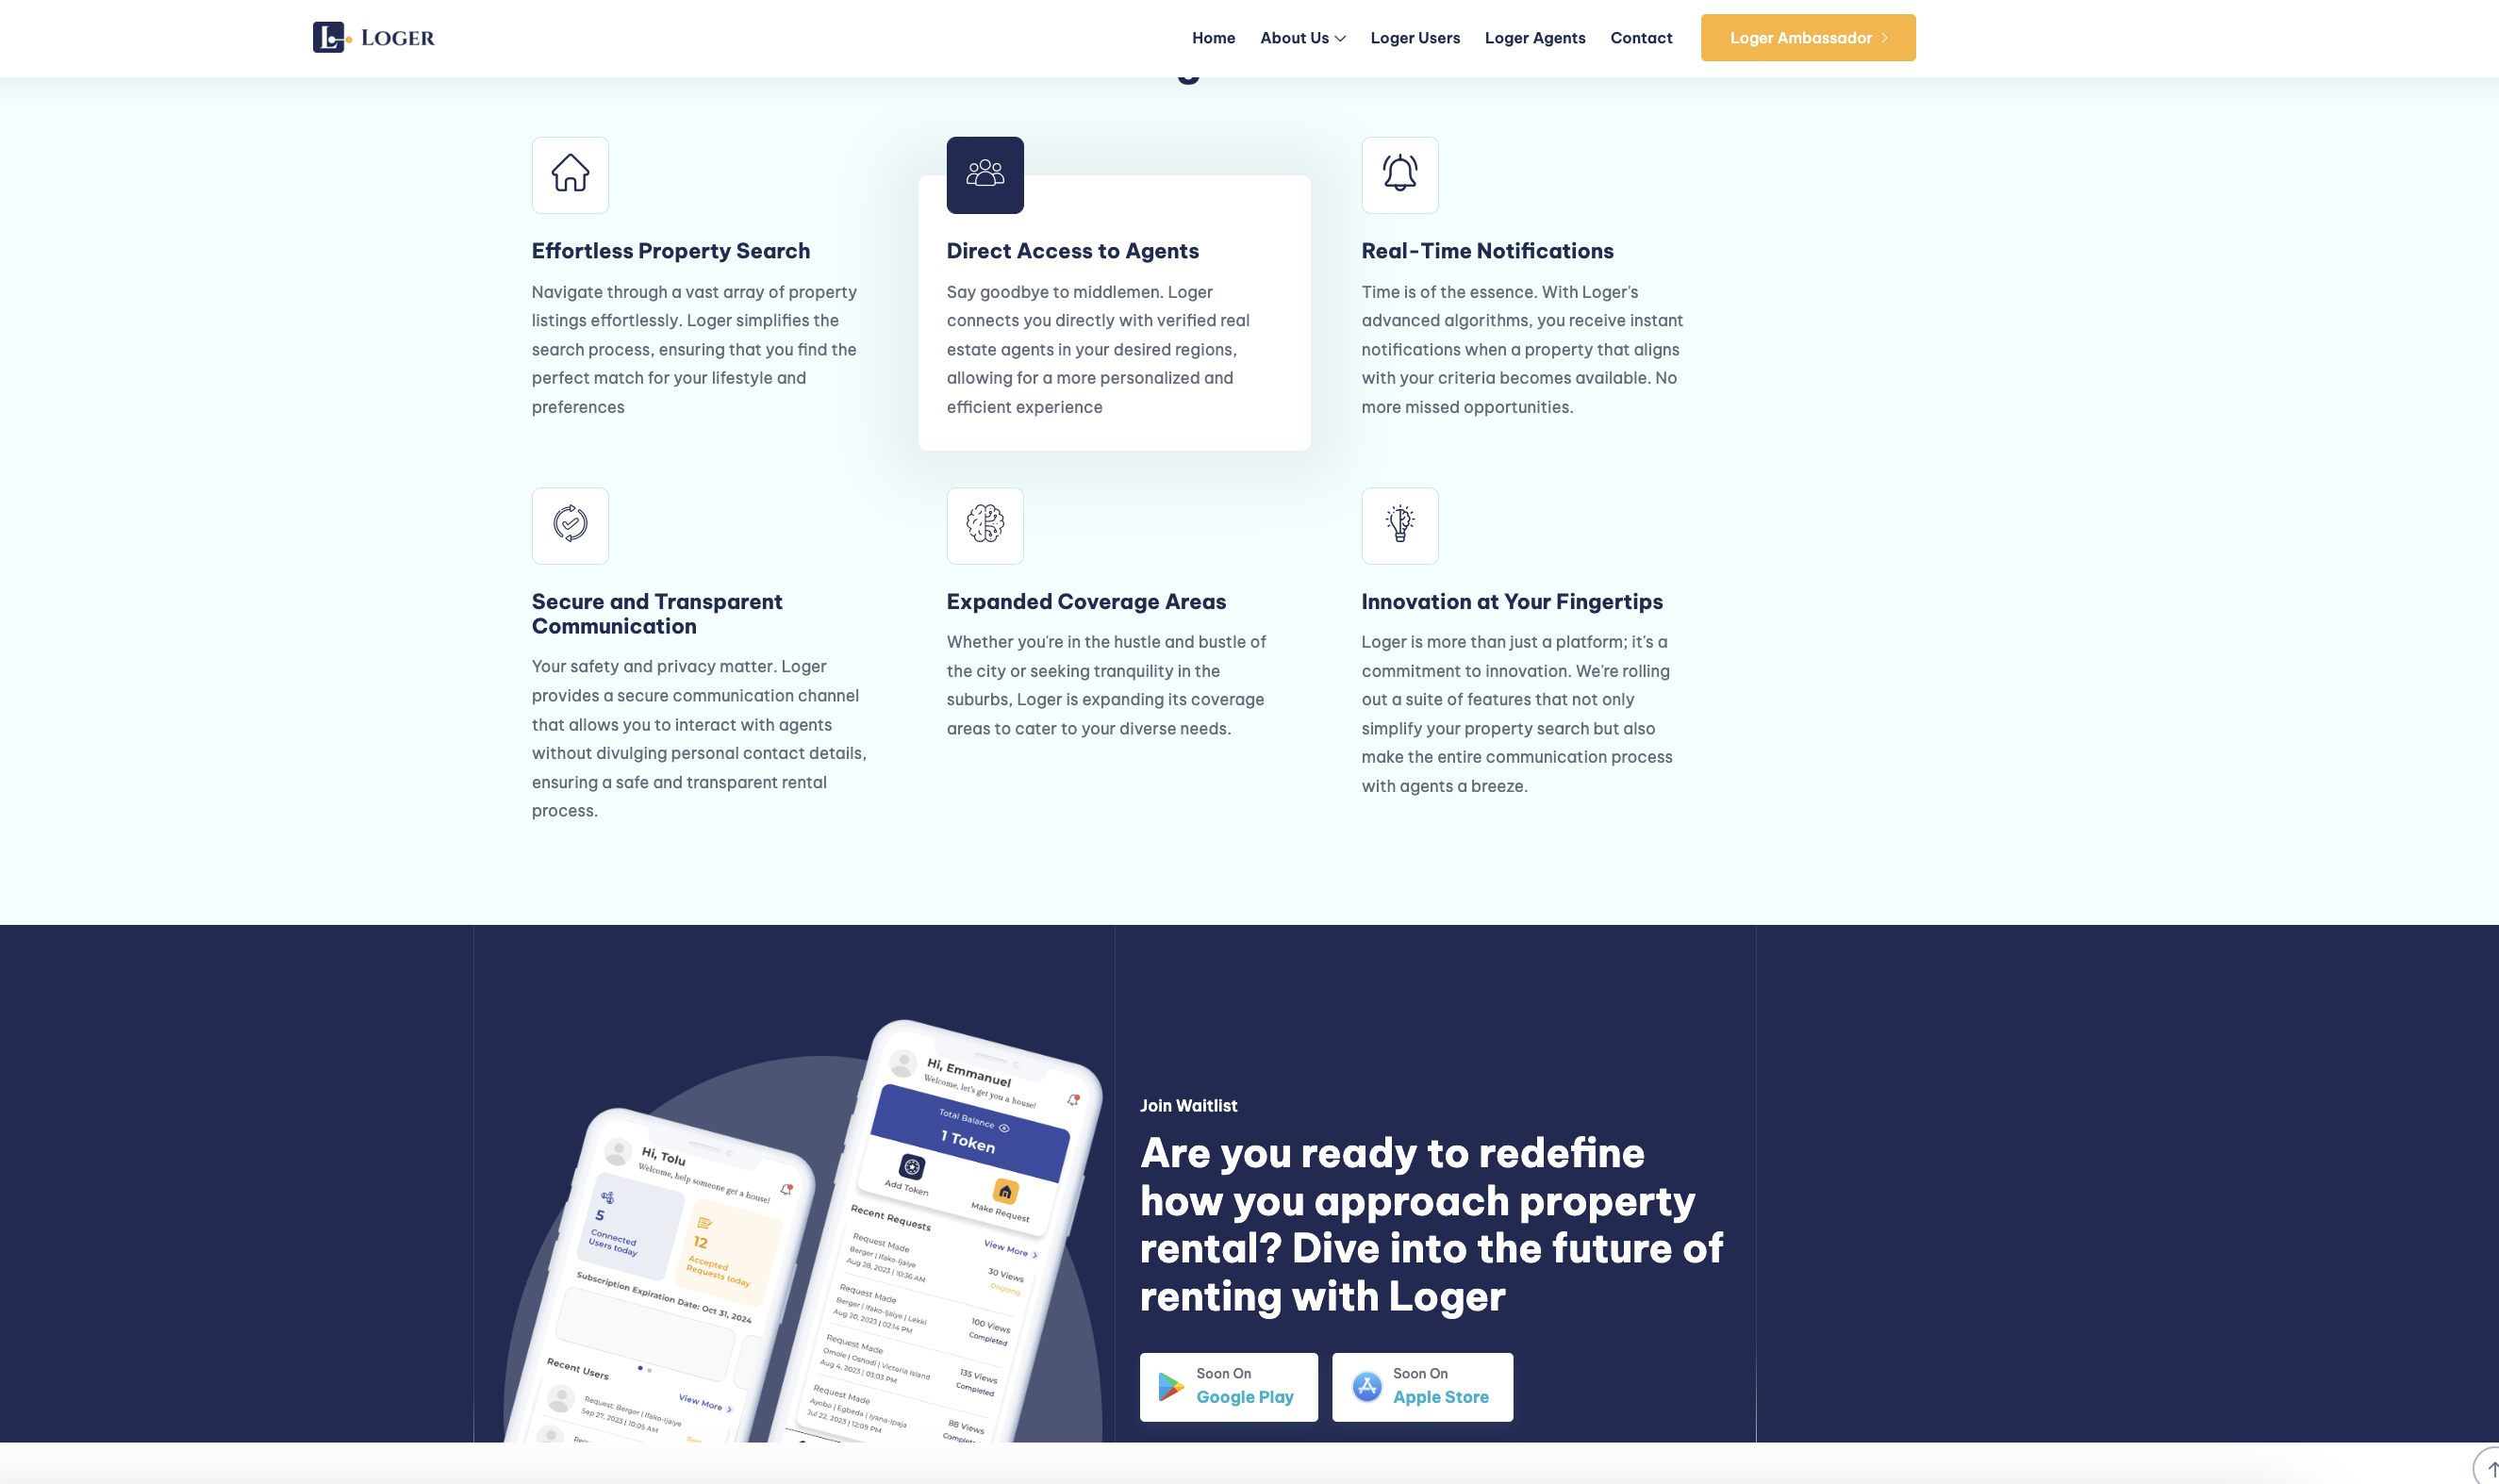 LOGER
Home
About Us
Loger Users
Loger Agents
Contact
Loger Ambassador
Effortless Property Search
Navigate through a vast array of property
listings effortlessly. Loger simplifies the
search process, ensuring that you find the
perfect match for your lifestyle and
preferences
Direct Access to Agents
Say goodbye to middlemen. Loger
connects you directly with verified real
estate agents in your desired regions,
allowing for a more personalized and
efficient experience
Real-Time Notifications
Time is of the essence. With Loger's
advanced algorithms, you receive instant
notifications when a property that aligns
with your criteria becomes available. No
more missed opportunities.
Secure and Transparent
Communication
Your safety and privacy matter. Loger
provides a secure communication channel
that allows you to interact with agents
without divulging personal contact details,
ensuring a safe and transparent rental
process.
Expanded Coverage Areas
Whether you're in the hustle and bustle of
the city or seeking tranquility in the
suburbs, Loger is expanding its coverage
areas to cater to your diverse needs.
Innovation at Your Fingertips
Loger is more than just a platform; it's a
commitment to innovation. We're rolling
out a suite of features that not only
simplify your property search but also
make the entire communication process
with agents a breeze.
Hi, Tolu
Welcome, help someone get a house!
5
Connected
Users today
12
Accepted
Requests today
Subscription Expiration Date: Oct 31, 2024
Recent Users
View More
Request: Berger | Ifako-Ijaiye
Sep 27, 2023 | 10:05 AM
Hi, Emmanuel
Welcome, let's get you a house!
Total Balance
1 Token
Add Token
Make Request
Recent Requests
View More
Request Made
Berger | Ifako-Ijaiye
Aug 28, 2023 | 10:36 AM
30 Views
Ongoing
Request Made
Berger | Ifako-Ijaiye | Lekki
Aug 20, 2023 | 02:14 PM
100 Views
Completed
Request Made
Omole | Oshodi | Victoria Island
Aug 4, 2023 | 03:03 PM
135 Views
Completed
Request Made
Ayobo | Egbeda | Iyana-Ipaja
Jul 22, 2023 | 12:09 PM
88 Views
Join Waitlist
Are you ready to redefine
how you approach property
rental? Dive into the future of
renting with Loger
Soon On
Google Play
Soon On
Apple Store